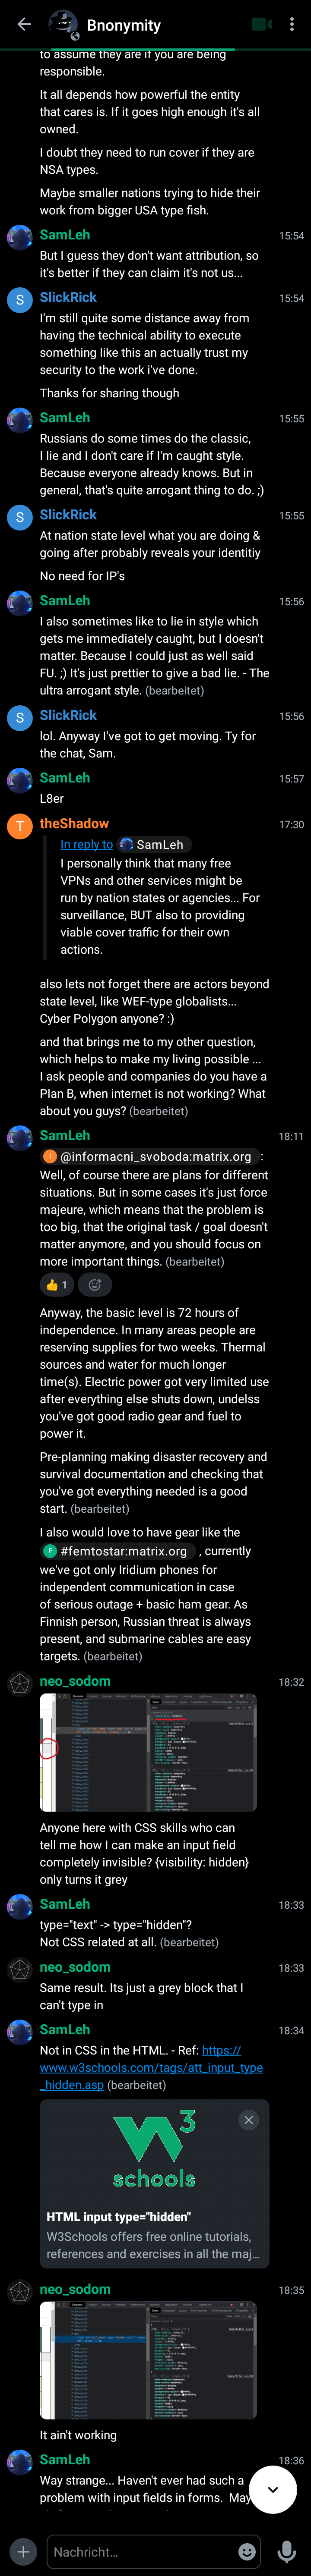 Bnonymity
to assume they are if you are being
responsible.
It all depends how powerful the entity
that cares is. If it goes high enough it's all
owned.
I doubt they need to run cover if they are
NSA types.
Maybe smaller nations trying to hide their
work from bigger USA type fish.
SamLeh 15:54
But I guess they don't want attribution, so
it's better if they can claim it's not us...
S SlickRick 15:54
I'm still quite some distance away from
having the technical ability to execute
something like this an actually trust my
security to the work i've done.
Thanks for sharing though
SamLeh 15:55
Russians do some times do the classic,
I lie and I don't care if I'm caught style.
Because everyone already knows. But in
general, that's quite arrogant thing to do. ;)
S SlickRick 15:55
At nation state level what you are doing &
going after probably reveals your identitiy
No need for IP's
SamLeh 15:56
I also sometimes like to lie in style which
gets me immediately caught, but I doesn't
matter. Because I could just as well said
FU. ;) It's just prettier to give a bad lie. - The
ultra arrogant style. (bearbeitet)
S SlickRick 15:56
lol. Anyway I've got to get moving. Ty for
the chat, Sam.
SamLeh 15:57
L8er
T theShadow 17:30
In reply to SamLeh
I personally think that many free
VPNs and other services might be
run by nation states or agencies... For
surveillance, BUT also to providing
viable cover traffic for their own
actions.
also lets not forget there are actors beyond
state level, like WEF-type globalists...
Cyber Polygon anyone? :)
and that brings me to my other question,
which helps to make my living possible ...
I ask people and companies do you have a
Plan B, when internet is not working? What
about you guys? (bearbeitet)
SamLeh 18:11
I @informacni_svoboda:matrix.org :
Well, of course there are plans for different
situations. But in some cases it's just force
majeure, which means that the problem is
too big, that the original task / goal doesn't
matter anymore, and you should focus on
more important things. (bearbeitet)
👍 1
Anyway, the basic level is 72 hours of
independence. In many areas people are
reserving supplies for two weeks. Thermal
sources and water for much longer
time(s). Electric power got very limited use
after everything else shuts down, undelss
you've got good radio gear and fuel to
power it.
Pre-planning making disaster recovery and
survival documentation and checking that
you've got everything needed is a good
start. (bearbeitet)
I also would love to have gear like the
F #femtostar:matrix.org , currently
we've got only Iridium phones for
independent communication in case
of serious outage + basic ham gear. As
Finnish person, Russian threat is always
present, and submarine cables are easy
targets. (bearbeitet)
neo_sodom 18:32
Anyone here with CSS skills who can
tell me how I can make an input field
completely invisible? {visibility: hidden}
only turns it grey
SamLeh 18:33
type="text" -> type="hidden"?
Not CSS related at all. (bearbeitet)
neo_sodom 18:33
Same result. Its just a grey block that I
can't type in
SamLeh 18:34
Not in CSS in the HTML. - Ref: https://
www.w3schools.com/tags/att_input_type
_hidden.asp (bearbeitet)
W3
schools
HTML input type="hidden"
W3Schools offers free online tutorials,
references and exercises in all the maj...
neo_sodom 18:35
It ain't working
SamLeh 18:36
Way strange... Haven't ever had such a
problem with input fields in forms. May
Nachricht...